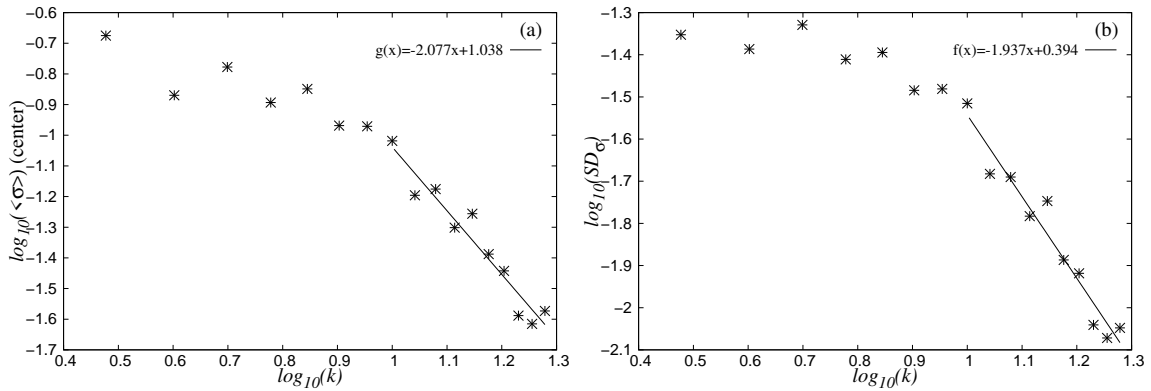 -0.6
-0.7
-0.8
-0.9
-1
-1.1
-1.2
-1.3
-1.4
-1.5
-1.6
-1.7
0.4 0.5 0.6 0.7 0.8 0.9 1 1.1 1.2 1.3
log10(<σ>) (center)
log10(k)
(a)
g(x)=-2.077x+1.038
-1.3
-1.4
-1.5
-1.6
-1.7
-1.8
-1.9
-2
-2.1
0.4 0.5 0.6 0.7 0.8 0.9 1 1.1 1.2 1.3
log10(SDσ)
log10(k)
(b)
f(x)=-1.937x+0.394